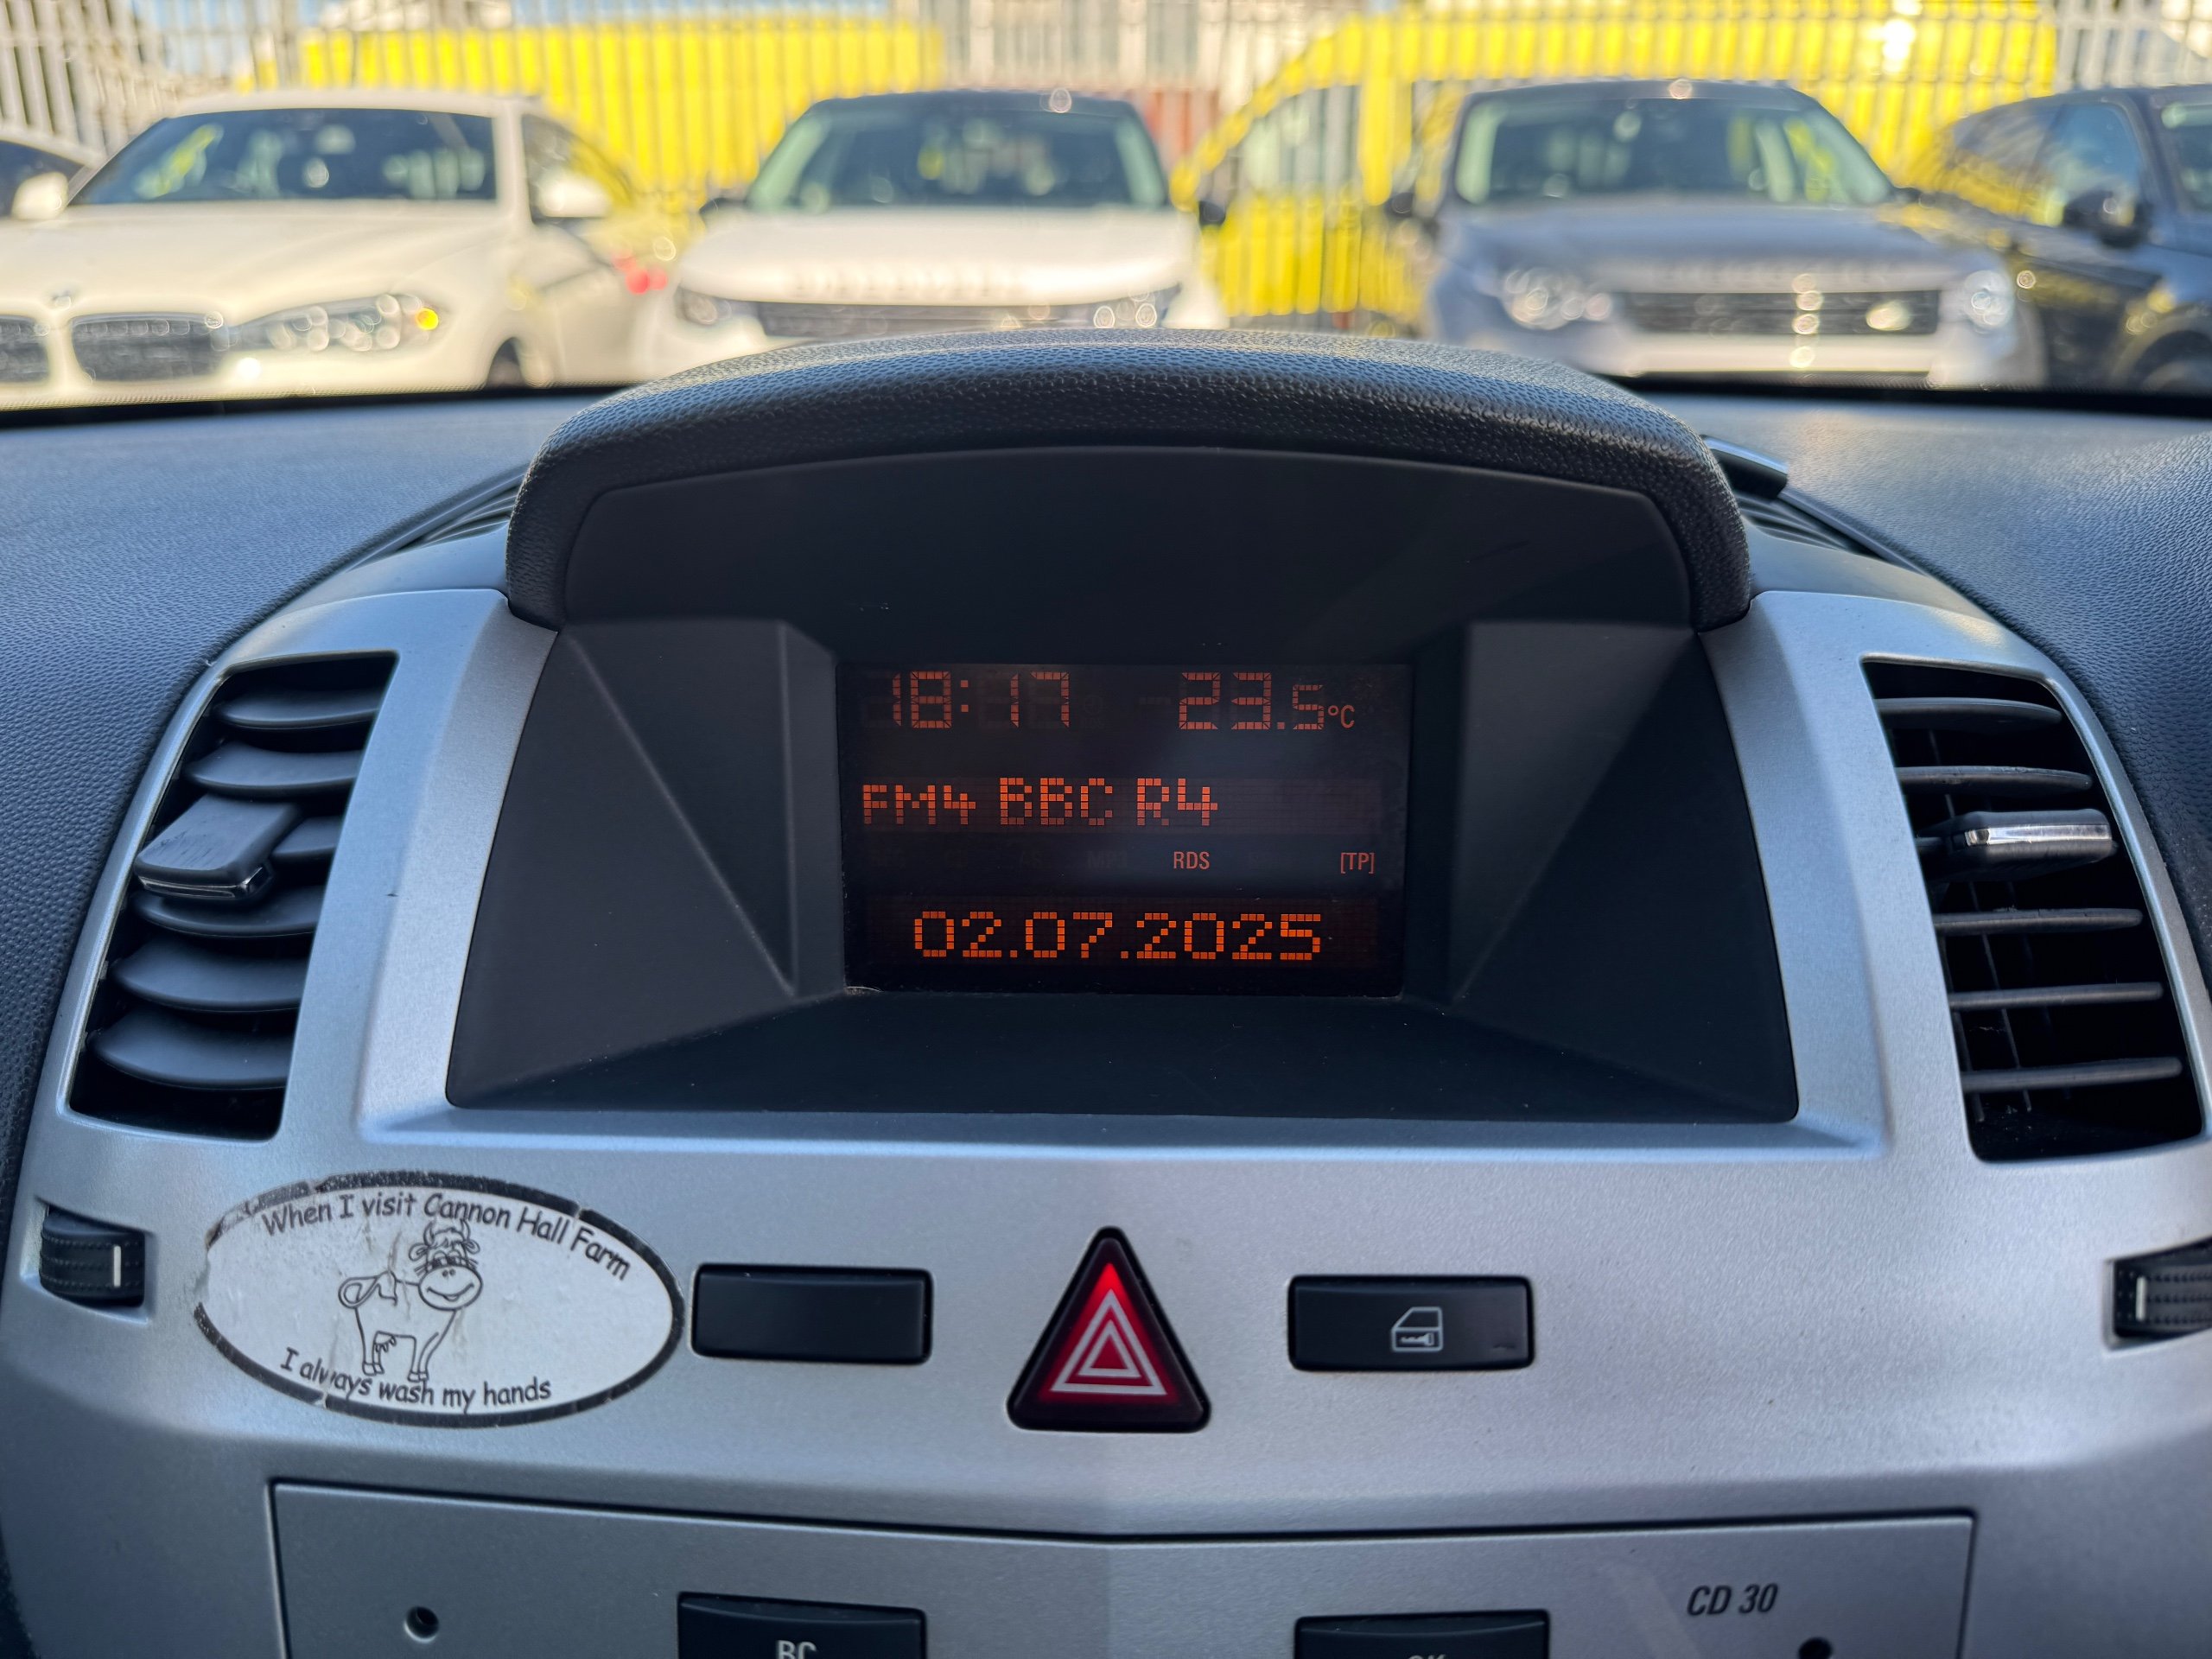 18:17 23.5°C
FM4 BBC R4
RDS [TP]
02.07.2025
When I visit Cannon Hall Farm
I always wash my hands
CD 30
BC
OK